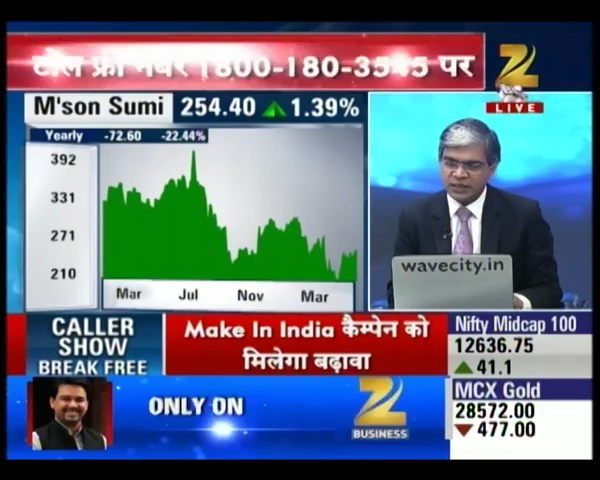 टोल फ्री नंबर 1800-180-3545 पर
Z
LIVE
M'son Sumi 254.40 1.39%
Yearly -72.60 -22.44%
392
331
271
210
Mar Jul Nov Mar
wavecity.in
CALLER
SHOW
BREAK FREE
Make In India कैम्पेन को
मिलेगा बढ़ावा
Nifty Midcap 100
12636.75
41.1
MCX Gold
28572.00
477.00
ONLY ON
Z
BUSINESS